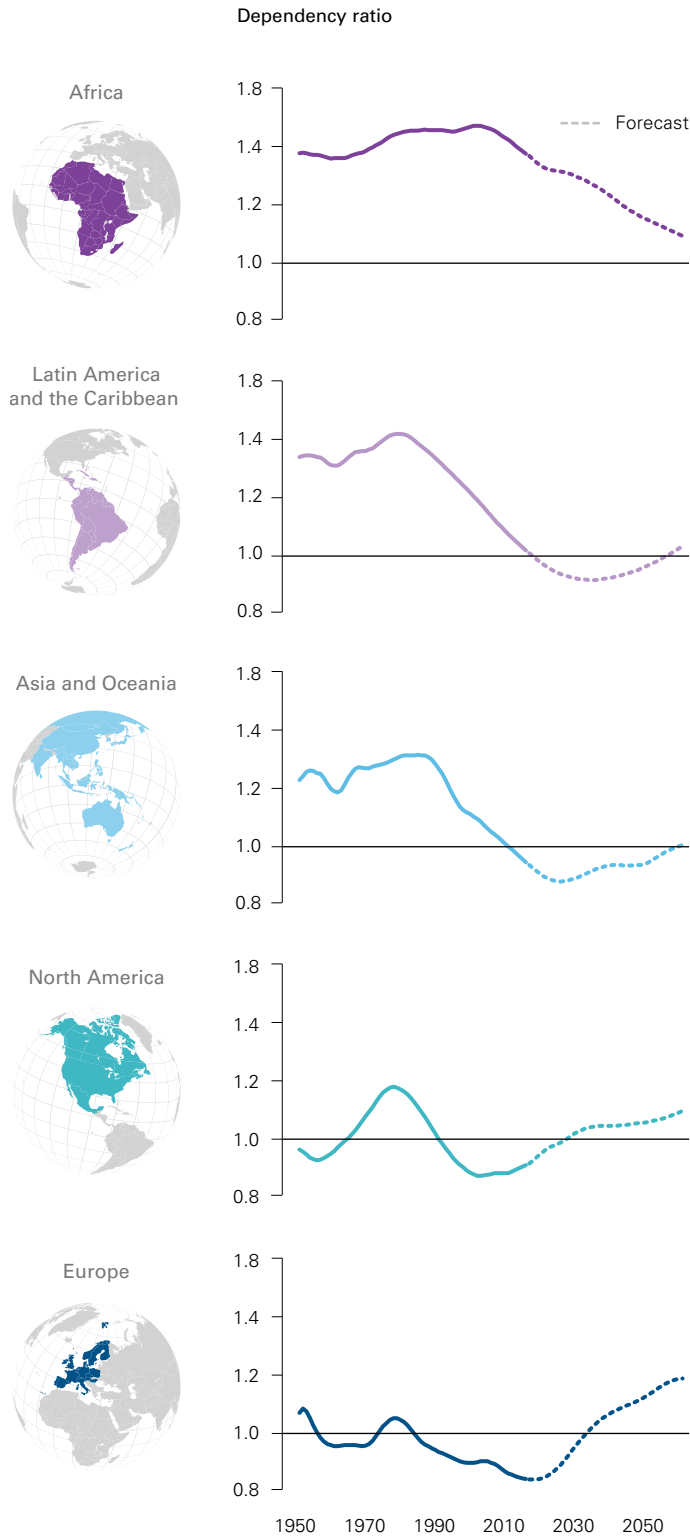 Dependency ratio
Africa
1.8
1.4
1.2
1.0
0.8
Forecast
Latin America
and the Caribbean
1.8
1.4
1.2
1.0
0.8
Asia and Oceania
1.8
1.4
1.2
1.0
0.8
North America
1.8
1.4
1.2
1.0
0.8
Europe
1.8
1.4
1.2
1.0
0.8
1950 1970 1990 2010 2030 2050